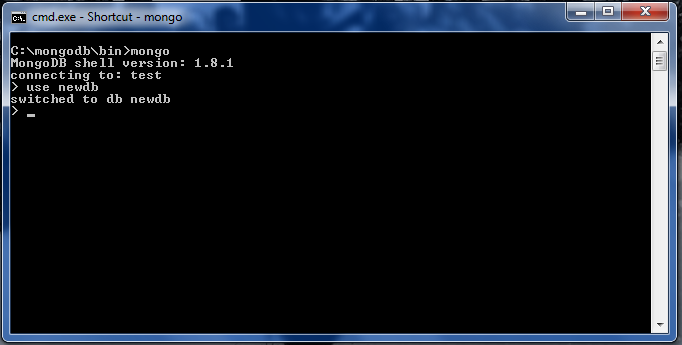 cmd.exe - Shortcut - mongo
C:\mongodb\bin>mongo
MongoDB shell version: 1.8.1
connecting to: test
> use newdb
switched to db newdb
> _